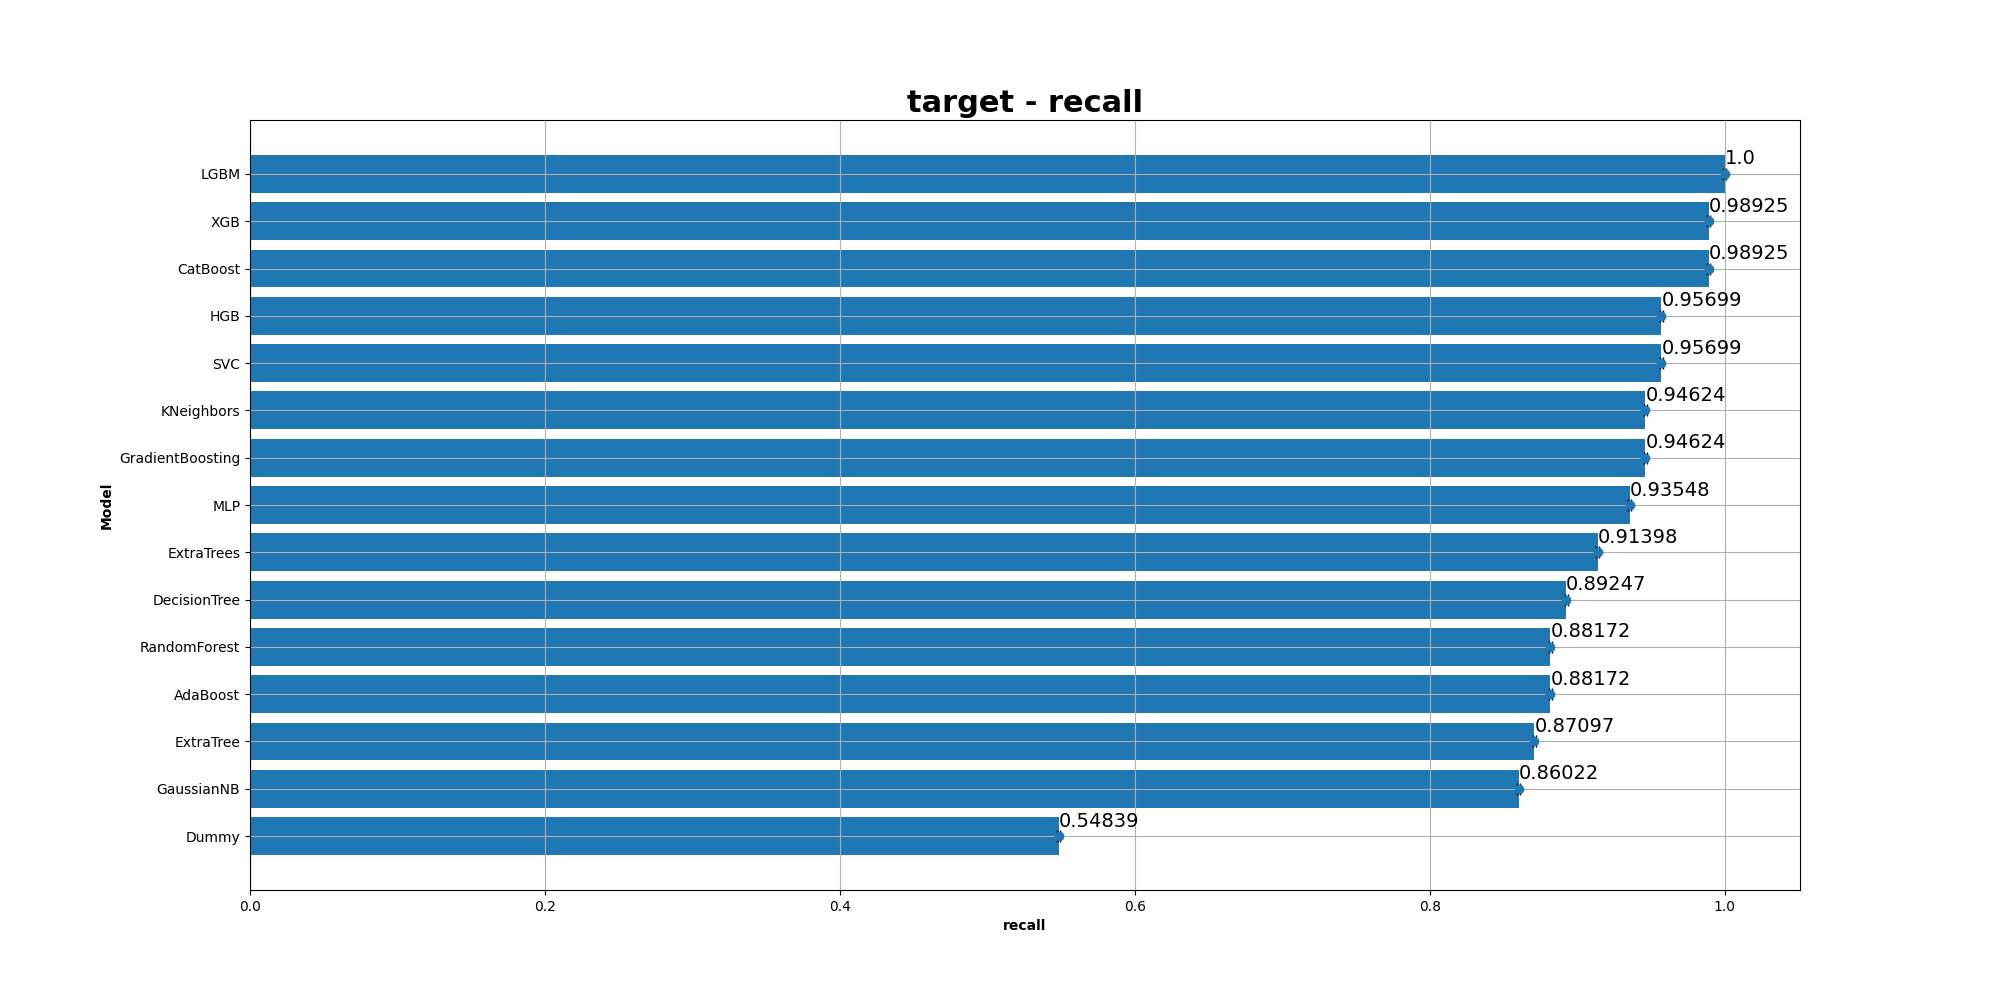 target - recall
LGBM 1.0
XGB 0.98925
CatBoost 0.98925
HGB 0.95699
SVC 0.95699
KNeighbors 0.94624
GradientBoosting 0.94624
MLP 0.93548
ExtraTrees 0.91398
DecisionTree 0.89247
RandomForest 0.88172
AdaBoost 0.88172
ExtraTree 0.87097
GaussianNB 0.86022
Dummy 0.54839
Model
0.0 0.2 0.4 0.6 0.8 1.0
recall